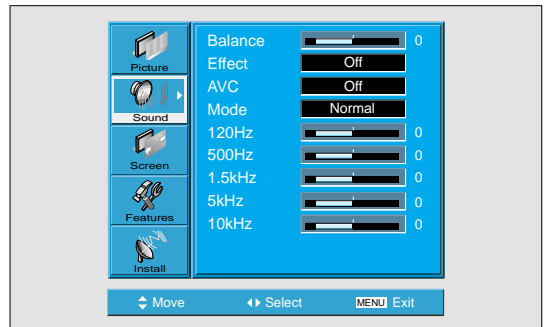 Picture
Sound
Screen
Features
Install
Balance 0
Effect Off
AVC Off
Mode Normal
120Hz 0
500Hz 0
1.5kHz 0
5kHz 0
10kHz 0
Move Select MENU Exit